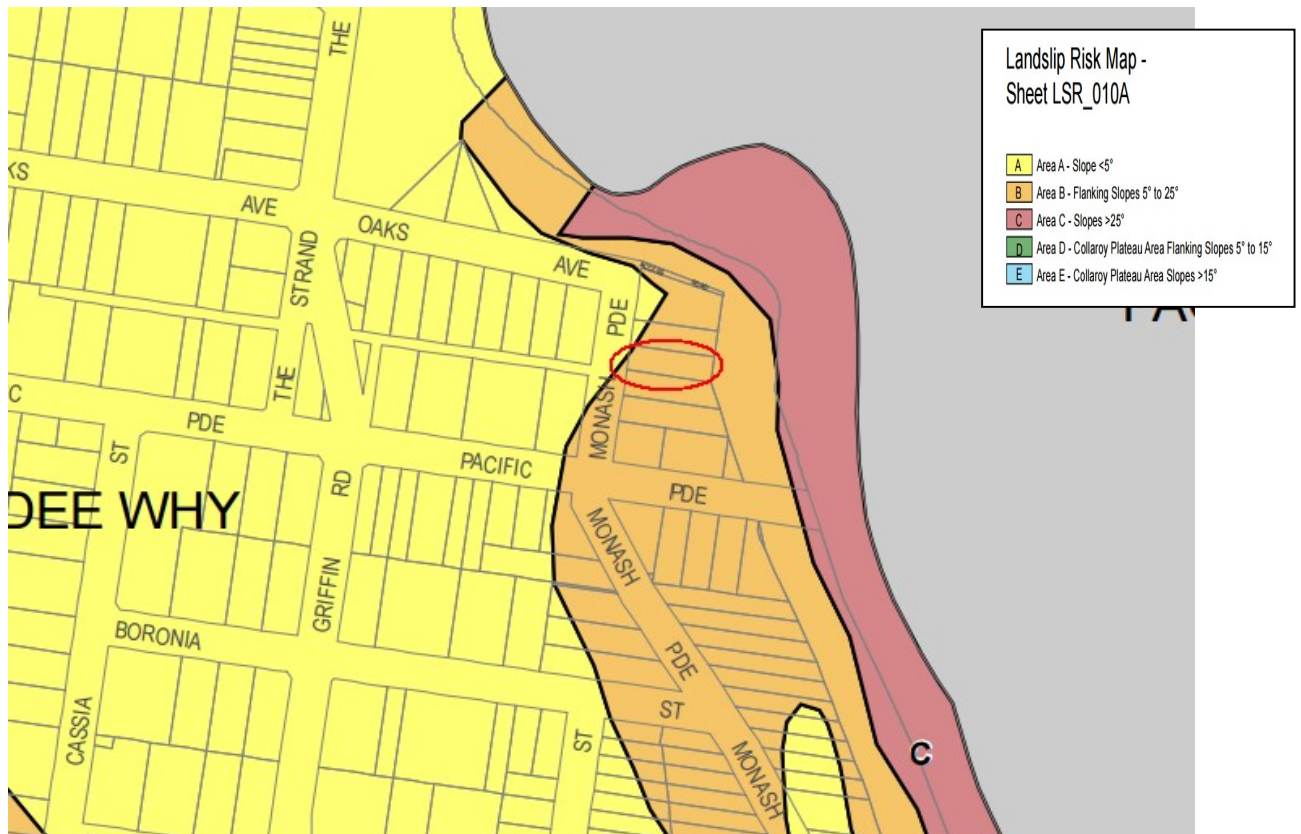 THE
Landslip Risk Map -
Sheet LSR_010A
A Area A - Slope <5°
B Area B - Flanking Slopes 5° to 25°
C Area C - Slopes >25°
D Area D - Collaroy Plateau Area Flanking Slopes 5° to 15°
E Area E - Collaroy Plateau Area Slopes >15°
KS
AVE
OAKS
AVE
STRAND
PDE
THE
MONASH
C
PDE
ST
PACIFIC
RD
PDE
DEE WHY
MONASH
GRIFFIN
BORONIA
PDE
ST
CASSIA
ST
MONASH
C